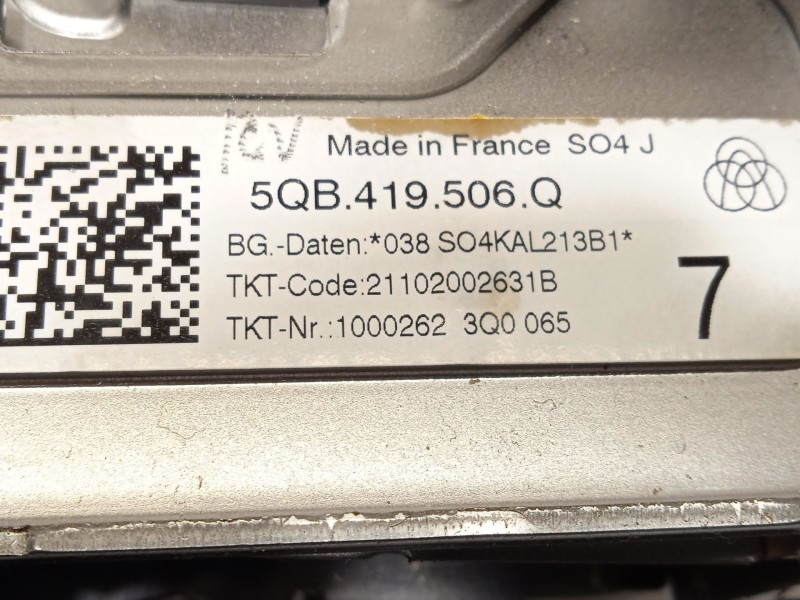 Made in France SO4 J
5QB.419.506.Q
BG.-Daten:*038 SO4KAL213B1*
TKT-Code:21102002631B
TKT-Nr.:1000262 3Q0 065
7